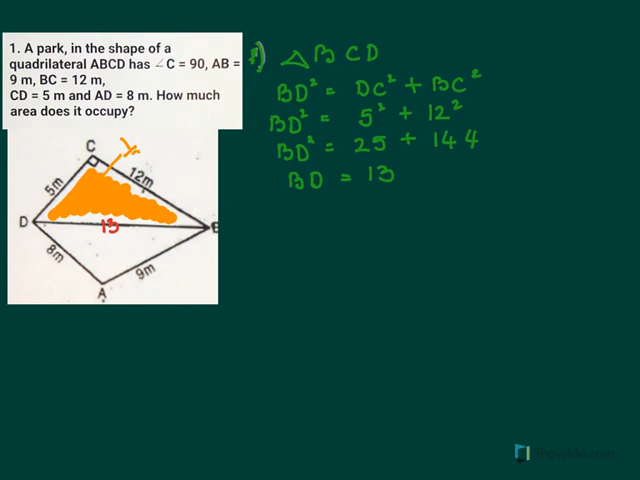 1. A park, in the shape of a
quadrilateral ABCD has ∠C = 90, AB =
9 m, BC = 12 m,
CD = 5 m and AD = 8 m. How much
area does it occupy?
△ B C D
BD² = DC² + BC²
BD² = 5² + 12²
BD² = 25 + 144
BD = 13
C
5m
12m
D
13
B
8m
9m
A
ShowMe.com